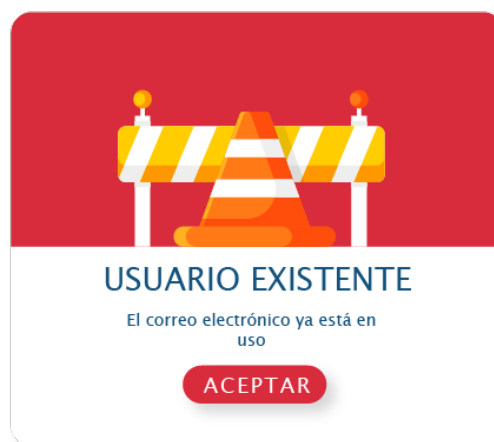 USUARIO EXISTENTE
El correo electrónico ya está en
uso
ACEPTAR